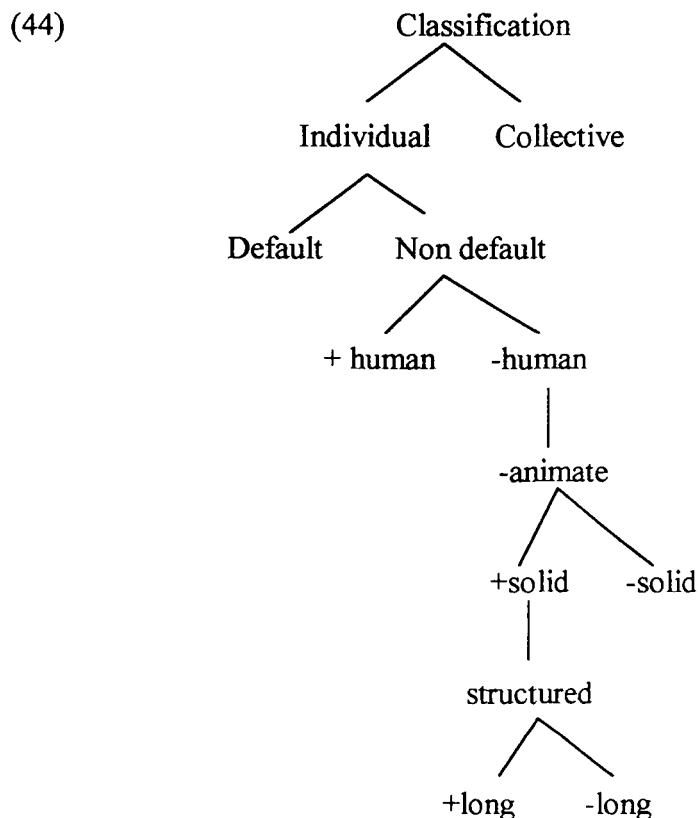 (44) Classification
Individual Collective
Default Non default
+ human -human
-animate
+solid -solid
structured
+long -long